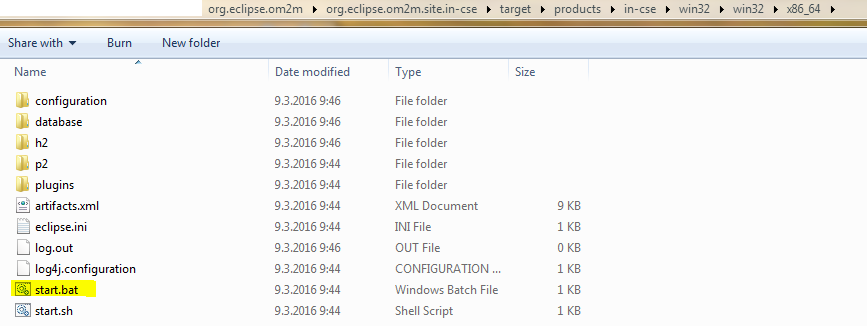 org.eclipse.om2m org.eclipse.om2m.site.in-cse target products in-cse win32 win32 x86_64
Share with Burn New folder
Name Date modified Type Size
configuration 9.3.2016 9:46 File folder
database 9.3.2016 9:46 File folder
h2 9.3.2016 9:46 File folder
p2 9.3.2016 9:44 File folder
plugins 9.3.2016 9:44 File folder
artifacts.xml 9.3.2016 9:44 XML Document 9 KB
eclipse.ini 9.3.2016 9:44 INI File 1 KB
log.out 9.3.2016 9:46 OUT File 0 KB
log4j.configuration 9.3.2016 9:44 CONFIGURATION ... 1 KB
start.bat 9.3.2016 9:44 Windows Batch File 1 KB
start.sh 9.3.2016 9:44 Shell Script 1 KB